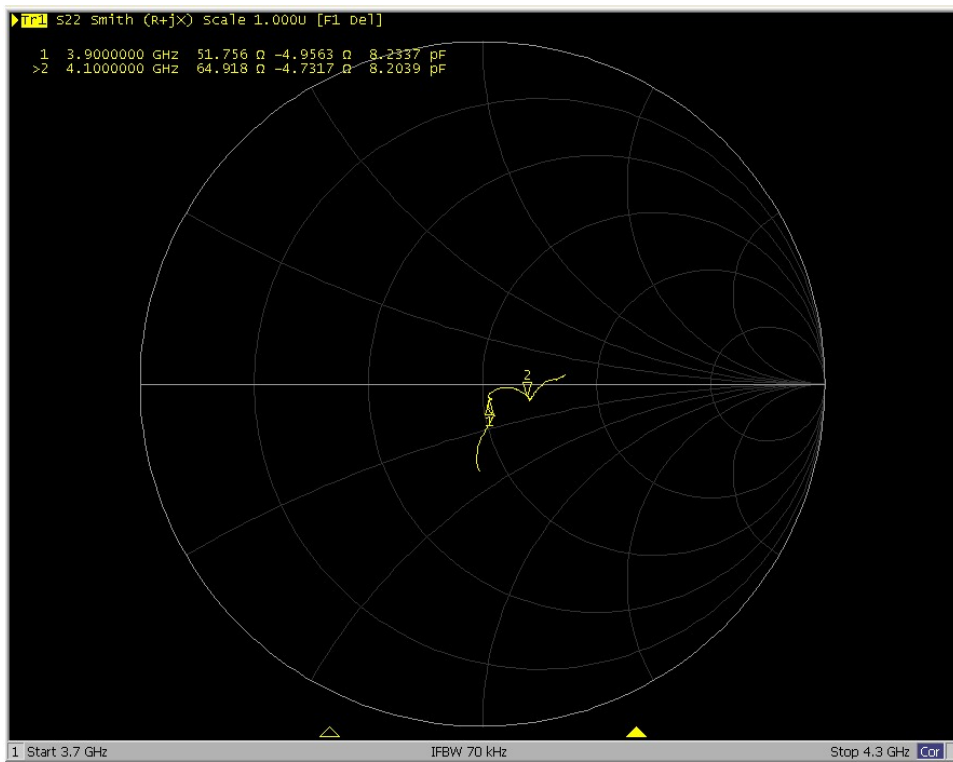 Tr1 S22 Smith (R+jX) Scale 1.000U [F1 Del]
1 3.9000000 GHz 51.756 Ω -4.9563 Ω 8.2337 pF
>2 4.1000000 GHz 64.918 Ω -4.7317 Ω 8.2039 pF
2
1
1 Start 3.7 GHz IFBW 70 kHz Stop 4.3 GHz Cor